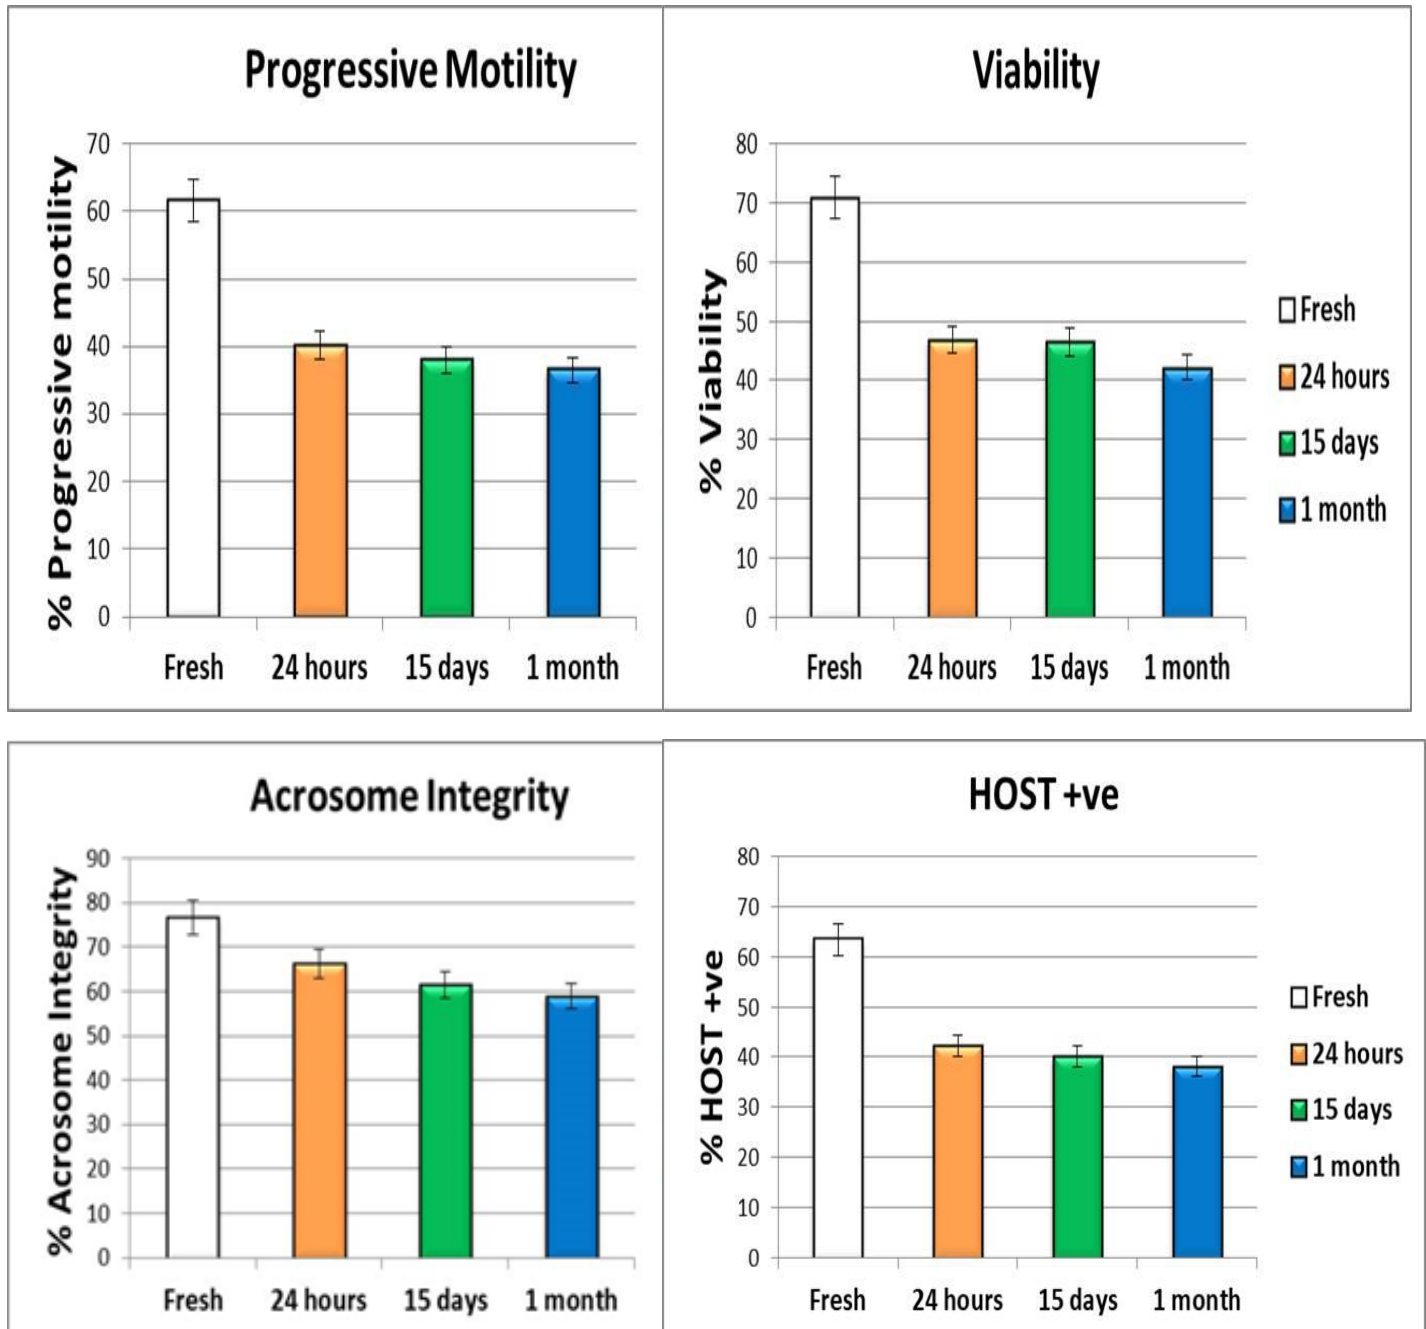 Progressive Motility
% Progressive motility
70
60
50
40
30
20
10
0
Fresh 24 hours 15 days 1 month
Viability
% Viability
80
70
60
50
40
30
20
10
0
Fresh 24 hours 15 days 1 month
Fresh
24 hours
15 days
1 month
Acrosome Integrity
% Acrosome Integrity
90
80
70
60
50
40
30
20
10
0
Fresh 24 hours 15 days 1 month
HOST +ve
% HOST +ve
80
70
60
50
40
30
20
10
0
Fresh 24 hours 15 days 1 month
Fresh
24 hours
15 days
1 month